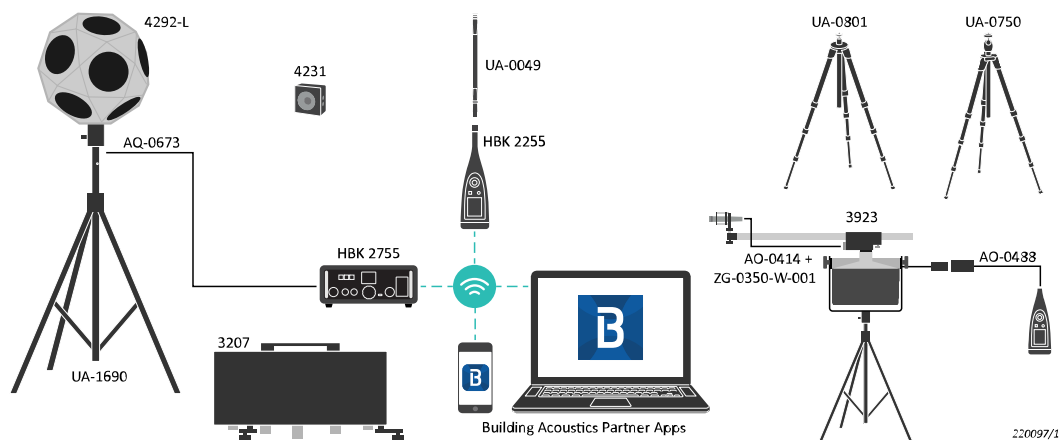 4292-L
AQ-0673
UA-1690
4231
UA-0049
HBK 2255
HBK 2755
3207
B
B
Building Acoustics Partner Apps
UA-0801
UA-0750
3923
AO-0414 +
ZG-0350-W-001
AO-0488
220097/1